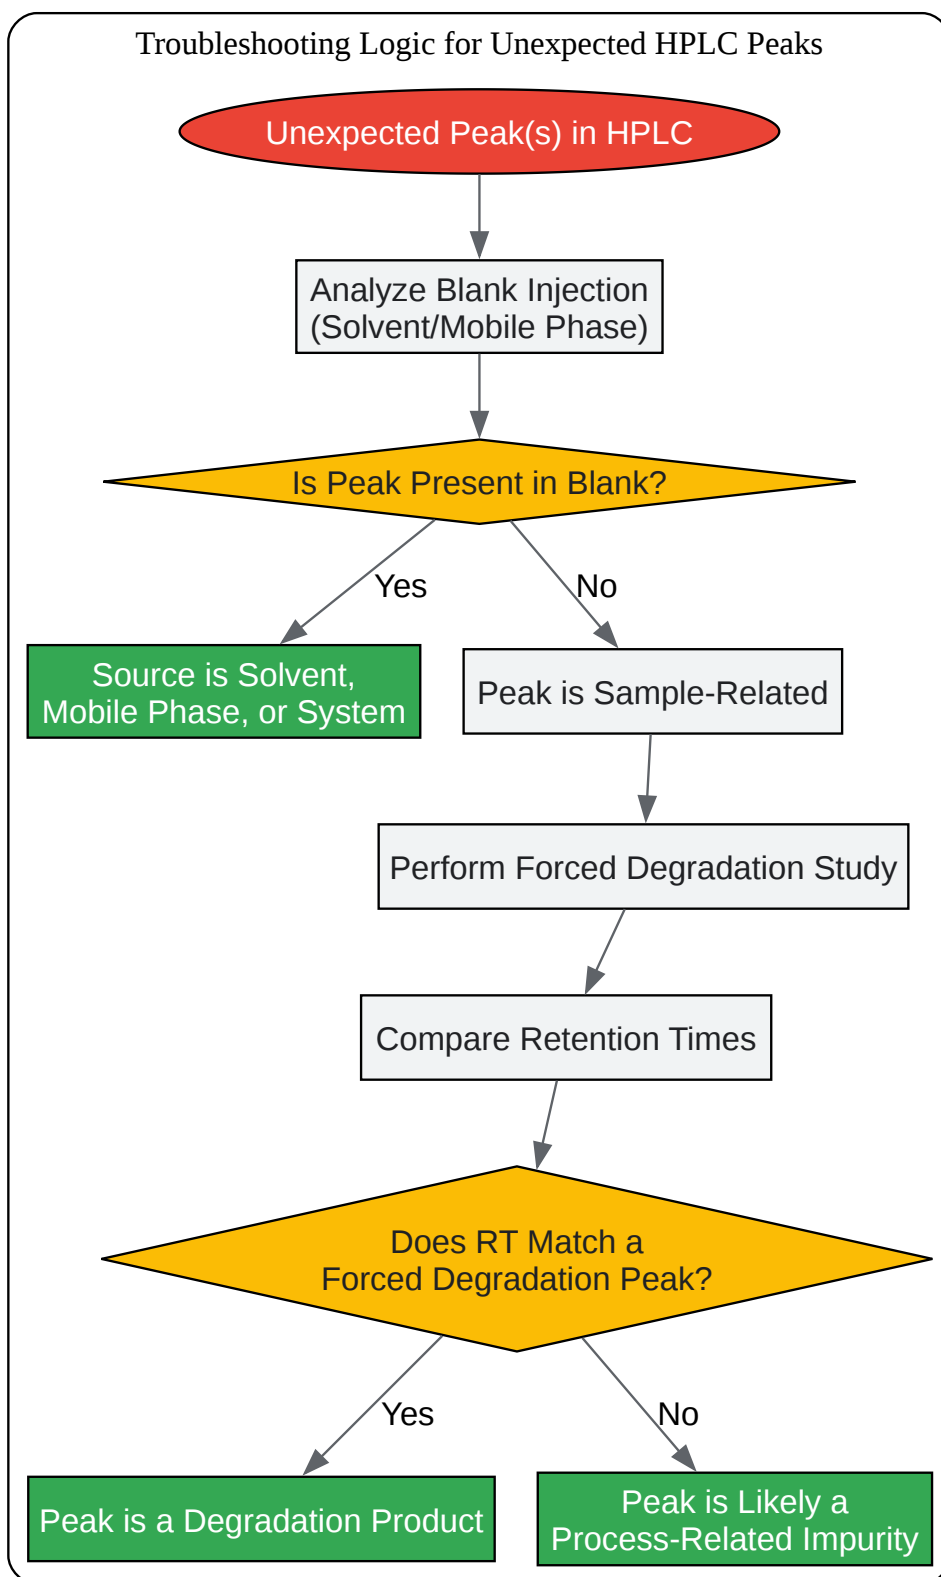 Troubleshooting Logic for Unexpected HPLC Peaks
Unexpected Peak(s) in HPLC
Analyze Blank Injection
(Solvent/Mobile Phase)
Is Peak Present in Blank?
Yes
No
Source is Solvent,
Mobile Phase, or System
Peak is Sample-Related
Perform Forced Degradation Study
Compare Retention Times
Does RT Match a
Forced Degradation Peak?
Yes
No
Peak is a Degradation Product
Peak is Likely a
Process-Related Impurity